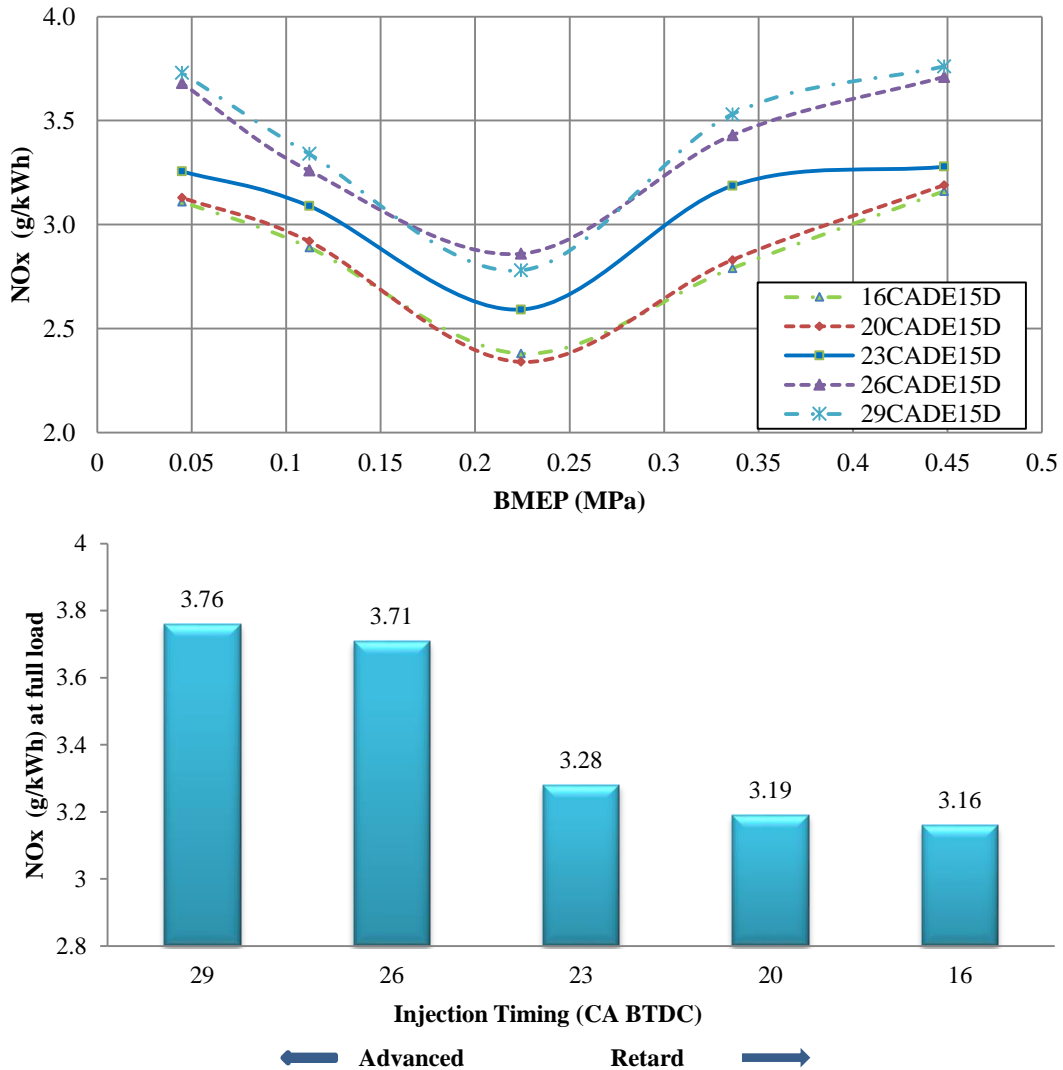 4.0
3.5
3.0
2.5
2.0
NOx (g/kWh)
16CADE15D
20CADE15D
23CADE15D
26CADE15D
29CADE15D
0 0.05 0.1 0.15 0.2 0.25 0.3 0.35 0.4 0.45 0.5
BMEP (MPa)
4
3.8
3.6
3.4
3.2
3
2.8
NOx (g/kWh) at full load
3.76
3.71
3.28
3.19
3.16
29 26 23 20 16
Injection Timing (CA BTDC)
Advanced Retard